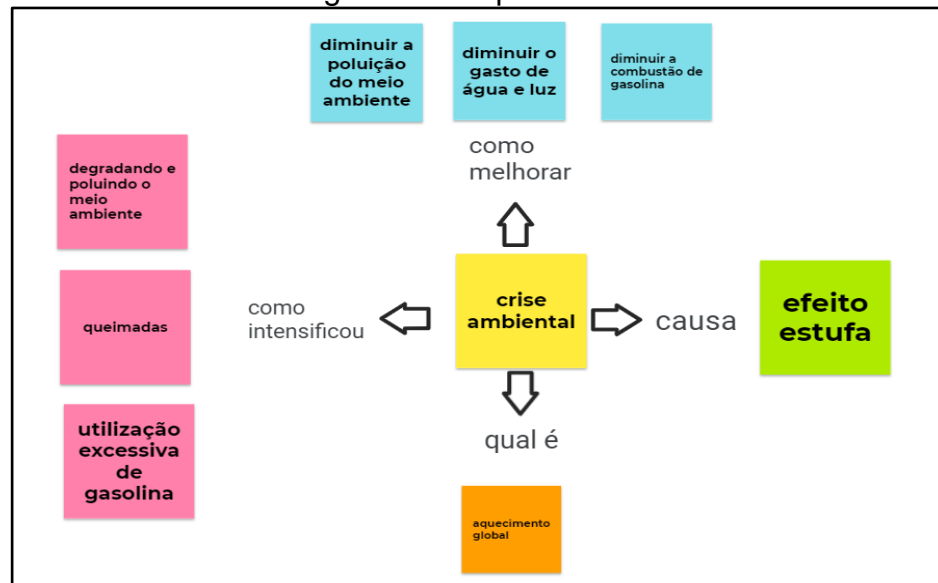 diminuir a
poluição
do meio
ambiente
diminuir o
gasto de
água e luz
diminuir a
combustão de
gasolina
como
melhorar
degradando e
poluindo o
meio
ambiente
queimadas
utilização
excessiva
de
gasolina
como
intensificou
crise
ambiental
causa
efeito
estufa
qual é
aquecimento
global